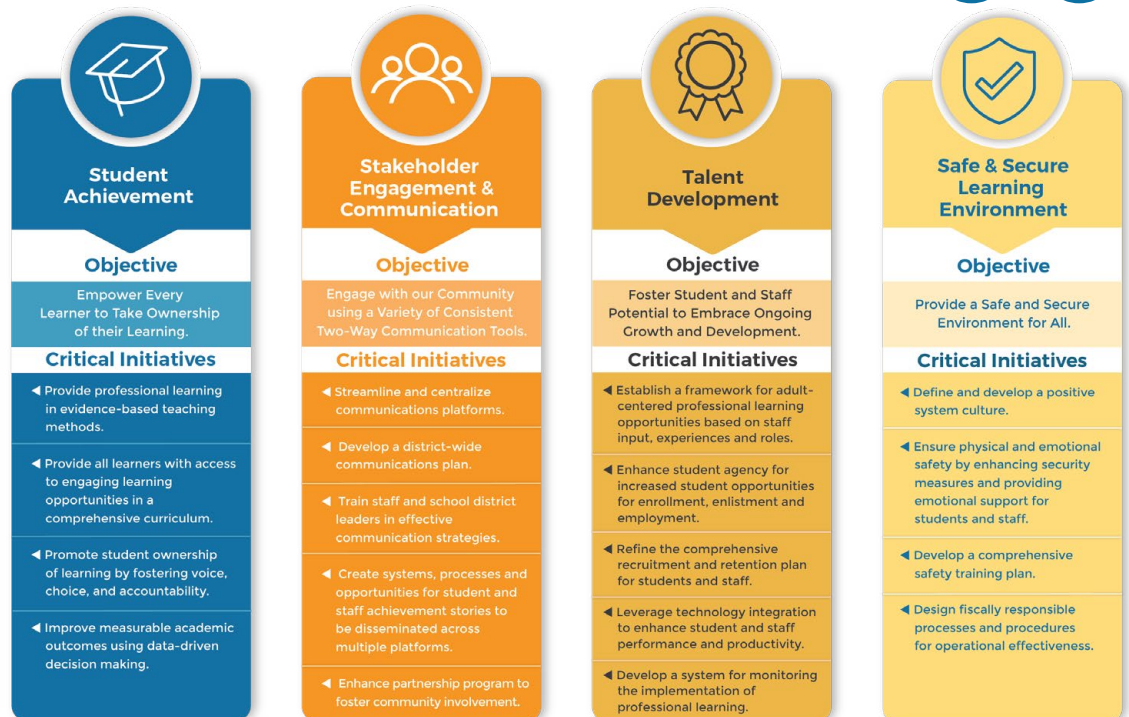 Student
Achievement
Objective
Empower Every
Learner to Take Ownership
of their Learning.
Critical Initiatives
Provide professional learning
in evidence-based teaching
methods.
Provide all learners with access
to engaging learning
opportunities in a
comprehensive curriculum.
Promote student ownership
of learning by fostering voice,
choice, and accountability.
Improve measurable academic
outcomes using data-driven
decision making.
Stakeholder
Engagement &
Communication
Objective
Engage with our Community
using a Variety of Consistent
Two-Way Communication Tools.
Critical Initiatives
Streamline and centralize
communications platforms.
Develop a district-wide
communications plan.
Train staff and school district
leaders in effective
communication strategies.
Create systems, processes and
opportunities for student and
staff achievement stories to
be disseminated across
multiple platforms.
Enhance partnership program to
foster community involvement.
Talent
Development
Objective
Foster Student and Staff
Potential to Embrace Ongoing
Growth and Development.
Critical Initiatives
Establish a framework for adult-
centered professional learning
opportunities based on staff
input, experiences and roles.
Enhance student agency for
increased student opportunities
for enrollment, enlistment and
employment.
Refine the comprehensive
recruitment and retention plan
for students and staff.
Leverage technology integration
to enhance student and staff
performance and productivity.
Develop a system for monitoring
the implementation of
professional learning.
Safe & Secure
Learning
Environment
Objective
Provide a Safe and Secure
Environment for All.
Critical Initiatives
Define and develop a positive
system culture.
Ensure physical and emotional
safety by enhancing security
measures and providing
emotional support for
students and staff.
Develop a comprehensive
safety training plan.
Design fiscally responsible
processes and procedures
for operational effectiveness.